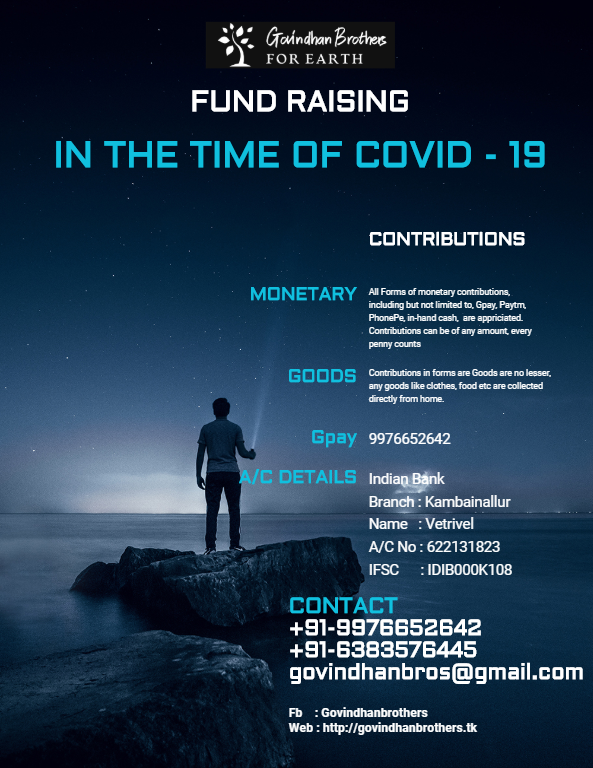 Govindhan Brothers
FOR EARTH
FUND RAISING
IN THE TIME OF COVID - 19
CONTRIBUTIONS
MONETARY
All Forms of monetary contributions,
including but not limited to, Gpay, Paytm,
PhonePe, in-hand cash,  are appriciated.
Contributions can be of any amount, every
penny counts
GOODS
Contributions in forms are Goods are no lesser,
any goods like clothes, food etc are collected
directly from home.
Gpay 9976652642
A/C DETAILS Indian Bank
Branch : Kambainallur
Name : Vetrivel
A/C No : 622131823
IFSC : IDIB000K108
CONTACT
+91-9976652642
+91-6383576445
govindhanbros@gmail.com
Fb : Govindhanbrothers
Web : http://govindhanbrothers.tk